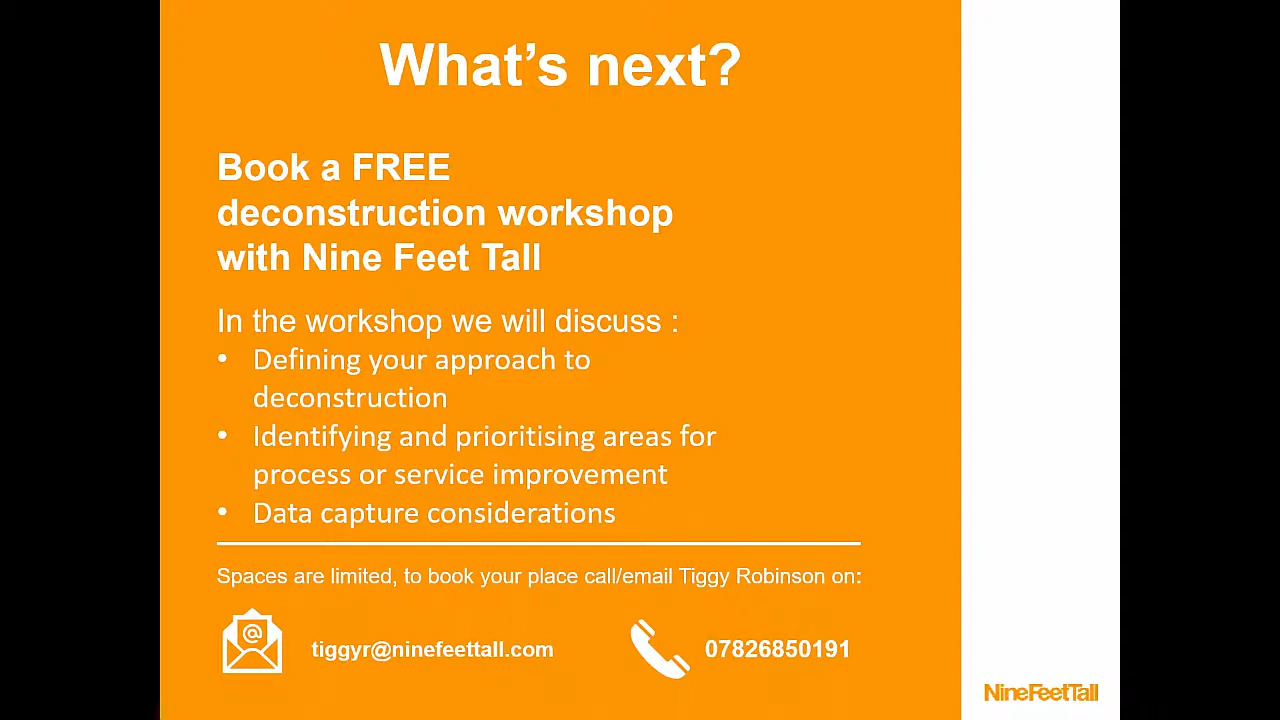 What's next?
Book a FREE
deconstruction workshop
with Nine Feet Tall
In the workshop we will discuss :
• Defining your approach to
deconstruction
• Identifying and prioritising areas for
process or service improvement
• Data capture considerations
Spaces are limited, to book your place call/email Tiggy Robinson on:
@
tiggyr@ninefeettall.com
07826850191
NineFeetTall